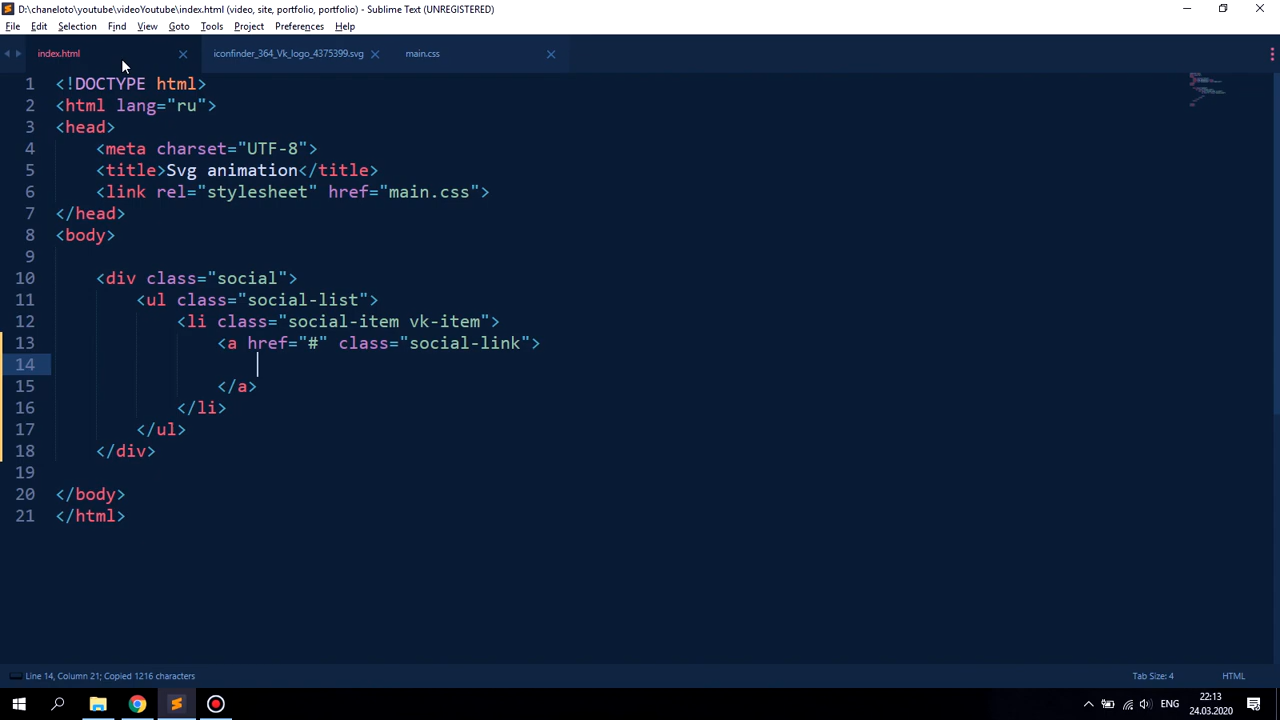 D:\chaneloto\youtube\videoYoutube\index.html (video, site, portfolio, portfolio) - Sublime Text (UNREGISTERED)
File Edit Selection Find View Goto Tools Project Preferences Help
index.html iconfinder_364_Vk_logo_4375399.svg main.css
1 <!DOCTYPE html>
2 <html lang="ru">
3 <head>
4 <meta charset="UTF-8">
5 <title>Svg animation</title>
6 <link rel="stylesheet" href="main.css">
7 </head>
8 <body>
9
10 <div class="social">
11 <ul class="social-list">
12 <li class="social-item vk-item">
13 <a href="#" class="social-link">
14
15 </a>
16 </li>
17 </ul>
18 </div>
19
20 </body>
21 </html>
Line 14, Column 21; Copied 1216 characters Tab Size: 4 HTML
ENG 22:13
24.03.2020